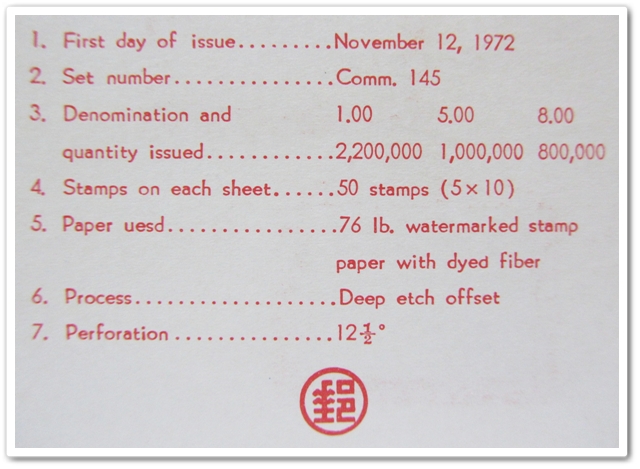 1. First day of issue.........November 12, 1972
2. Set number...............Comm. 145
3. Denomination and 1.00 5.00 8.00
quantity issued............2,200,000 1,000,000 800,000
4. Stamps on each sheet......50 stamps (5×10)
5. Paper uesd................76 lb. watermarked stamp
paper with dyed fiber
6. Process...................Deep etch offset
7. Perforation...............12½°
郵